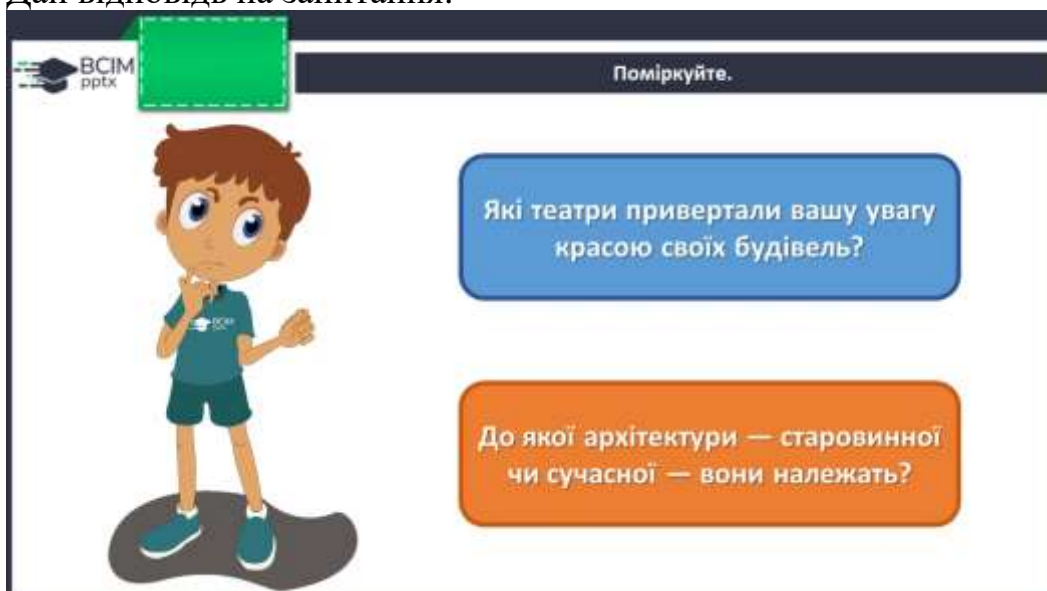 Дай відповідь на запитання.
ВСІМ
pptx
Поміркуйте.
Які театри привертали вашу увагу
красою своїх будівель?
До якої архітектури — старовинної
чи сучасної — вони належать?